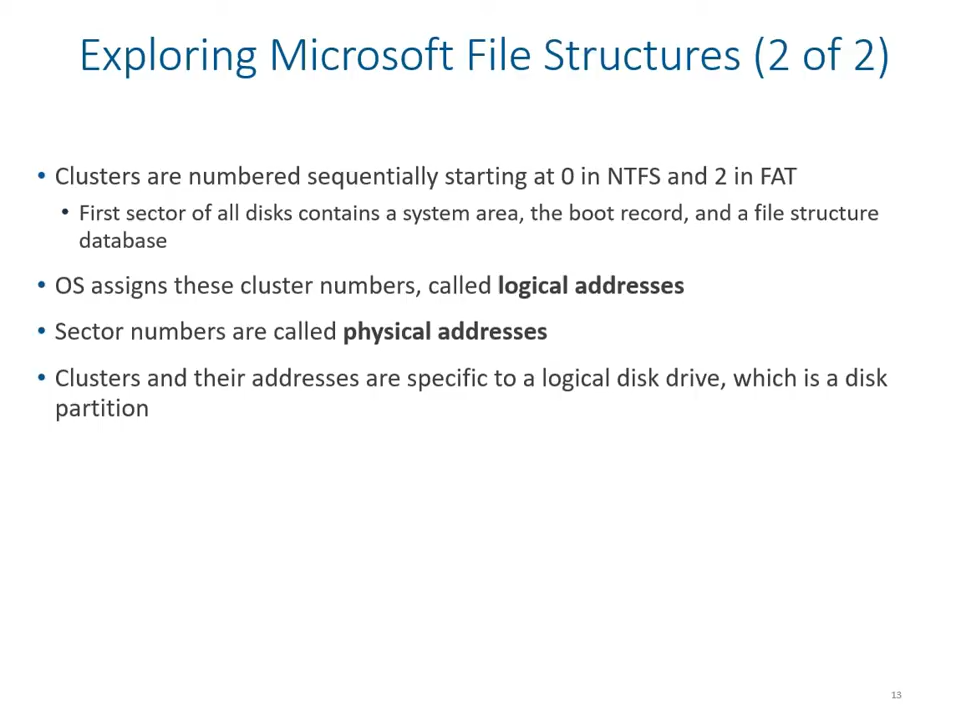 Exploring Microsoft File Structures (2 of 2)
• Clusters are numbered sequentially starting at 0 in NTFS and 2 in FAT
• First sector of all disks contains a system area, the boot record, and a file structure
database
• OS assigns these cluster numbers, called logical addresses
• Sector numbers are called physical addresses
• Clusters and their addresses are specific to a logical disk drive, which is a disk
partition
13